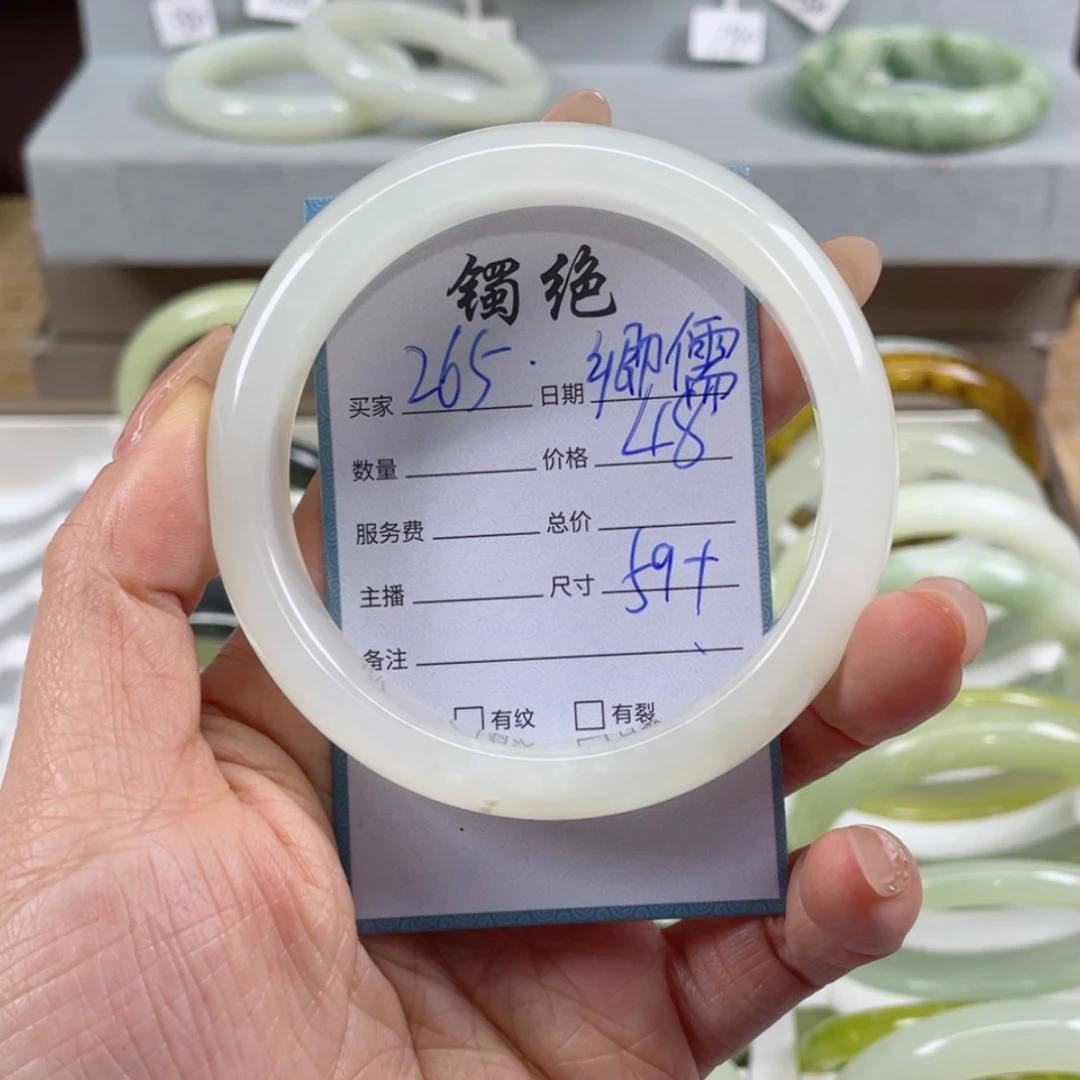 镯绝
买家 265. 日期 卿儒
数量 价格 48
服务费 总价
主播 尺寸 59+
备注
有纹 有裂